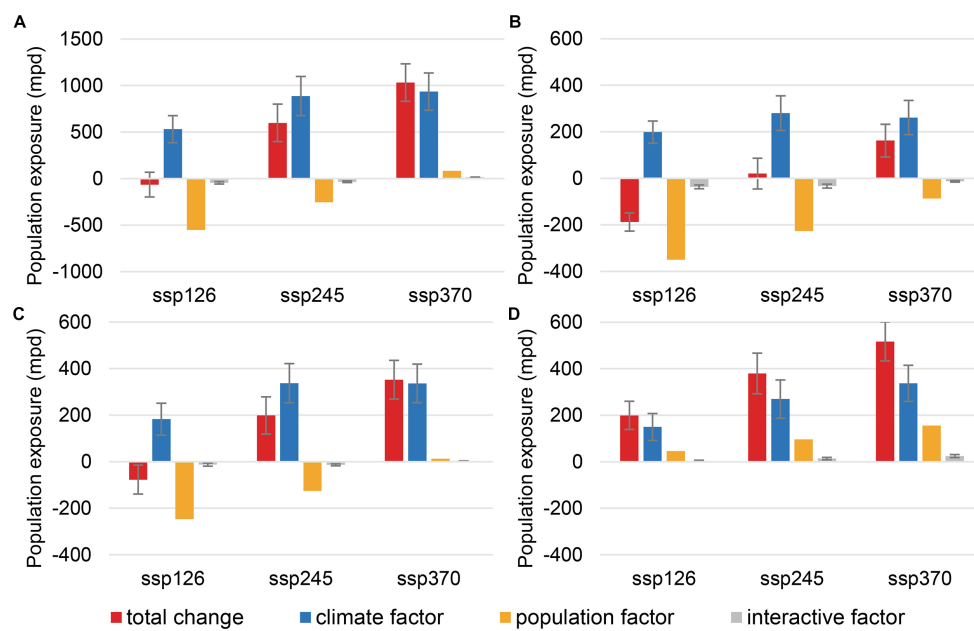 A
Population exposure (mpd)
1500
1000
500
0
-500
-1000
ssp126 ssp245 ssp370
B
Population exposure (mpd)
600
400
200
0
-200
-400
ssp126 ssp245 ssp370
C
Population exposure (mpd)
600
400
200
0
-200
-400
ssp126 ssp245 ssp370
D
Population exposure (mpd)
600
400
200
0
-200
-400
ssp126 ssp245 ssp370
total change climate factor population factor interactive factor